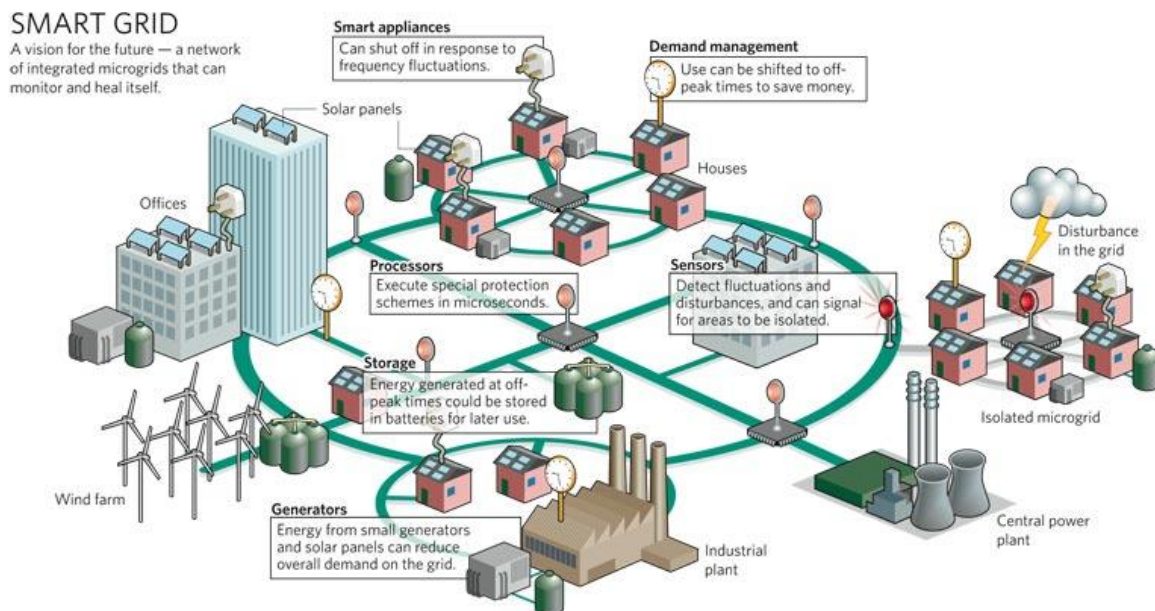 SMART GRID
A vision for the future — a network
of integrated microgrids that can
monitor and heal itself.
Smart appliances
Can shut off in response to
frequency fluctuations.
Demand management
Use can be shifted to off-
peak times to save money.
Solar panels
Houses
Offices
Disturbance
in the grid
Processors
Execute special protection
schemes in microseconds.
Sensors
Detect fluctuations and
disturbances, and can signal
for areas to be isolated.
Storage
Energy generated at off-
peak times could be stored
in batteries for later use.
Isolated microgrid
Wind farm
Generators
Energy from small generators
and solar panels can reduce
overall demand on the grid.
Industrial
plant
Central power
plant